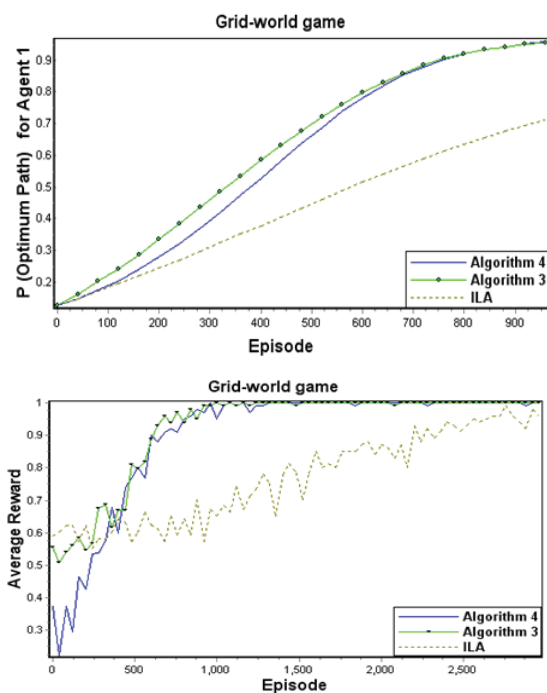 Grid-world game
P (Optimum Path) for Agent 1
0.9
0.8
0.7
0.6
0.5
0.4
0.3
0.2
Algorithm 4
Algorithm 3
ILA
0 100 200 300 400 500 600 700 800 900
Episode
Grid-world game
Average Reward
1
0.9
0.8
0.7
0.6
0.5
0.4
0.3
Algorithm 4
Algorithm 3
ILA
0 500 1,000 1,500 2,000 2,500
Episode